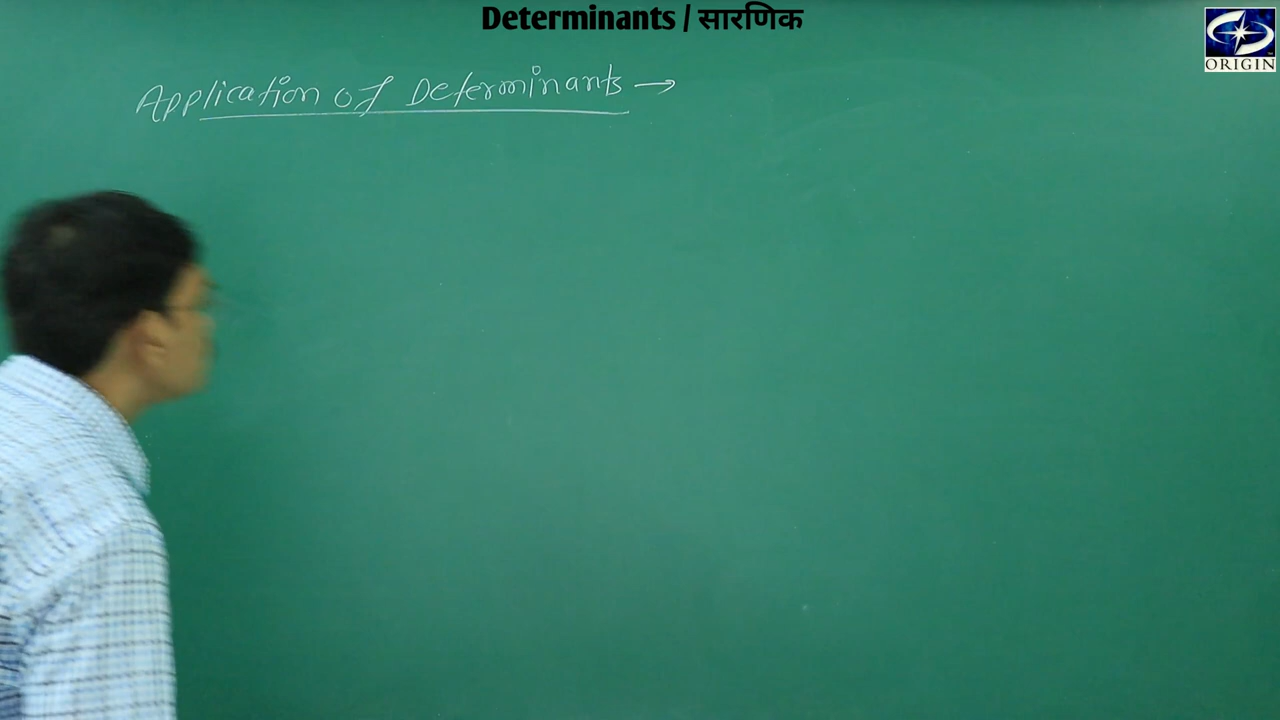 Determinants / सारणिक
ORIGIN
Application of Determinants →